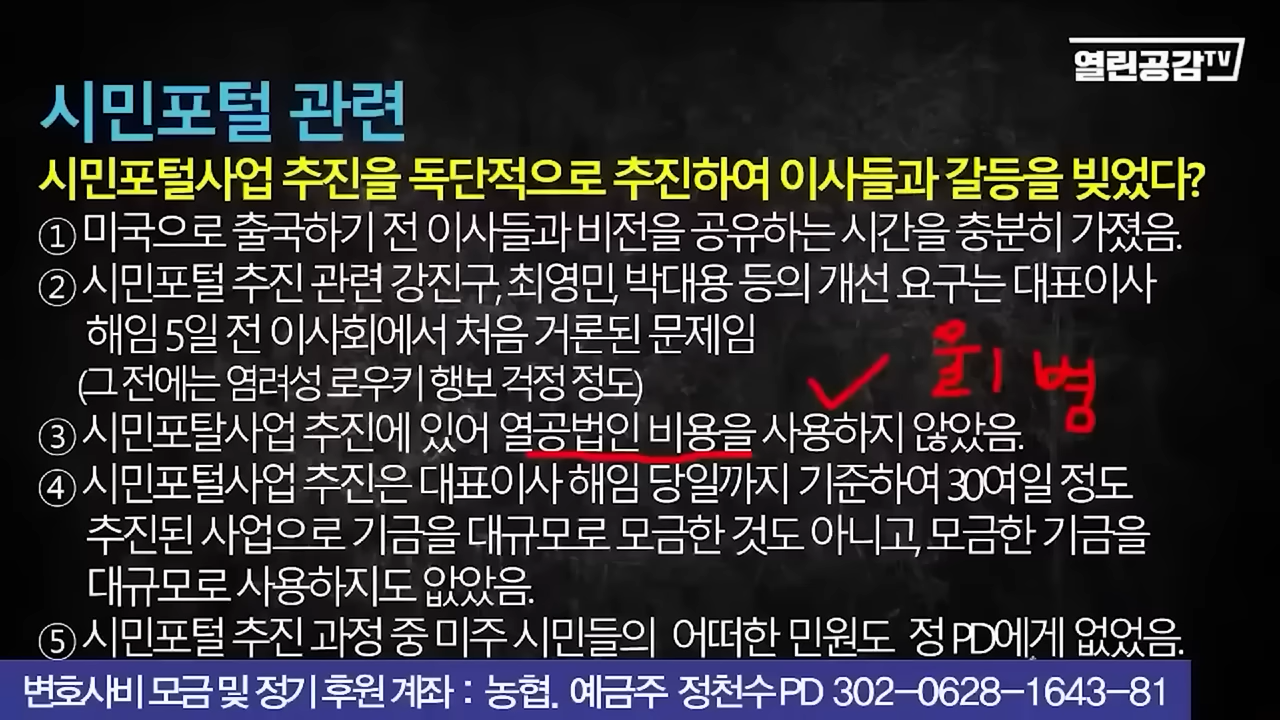 열린공감TV
시민포털 관련
시민포털사업 추진을 독단적으로 추진하여 이사들과 갈등을 빚었다?
① 미국으로 출국하기 전 이사들과 비전을 공유하는 시간을 충분히 가졌음.
② 시민포털 추진 관련 강진구, 최영민, 박대용 등의 개선 요구는 대표이사
해임 5일 전 이사회에서 처음 거론된 문제임
(그 전에는 염려성 로우키 행보 걱정 정도)
③ 시민포탈사업 추진에 있어 열공법인 비용을 사용하지 않았음.
④ 시민포털사업 추진은 대표이사 해임 당일까지 기준하여 30여일 정도
추진된 사업으로 기금을 대규모로 모금한 것도 아니고, 모금한 기금을
대규모로 사용하지도 앖았음.
⑤ 시민포털 추진 과정 중 미주 시민들의 어떠한 민원도 정 PD에게 없었음.
변호사비 모금 및 정기 후원 계좌 : 농협. 예금주 정천수PD 302-0628-1643-81